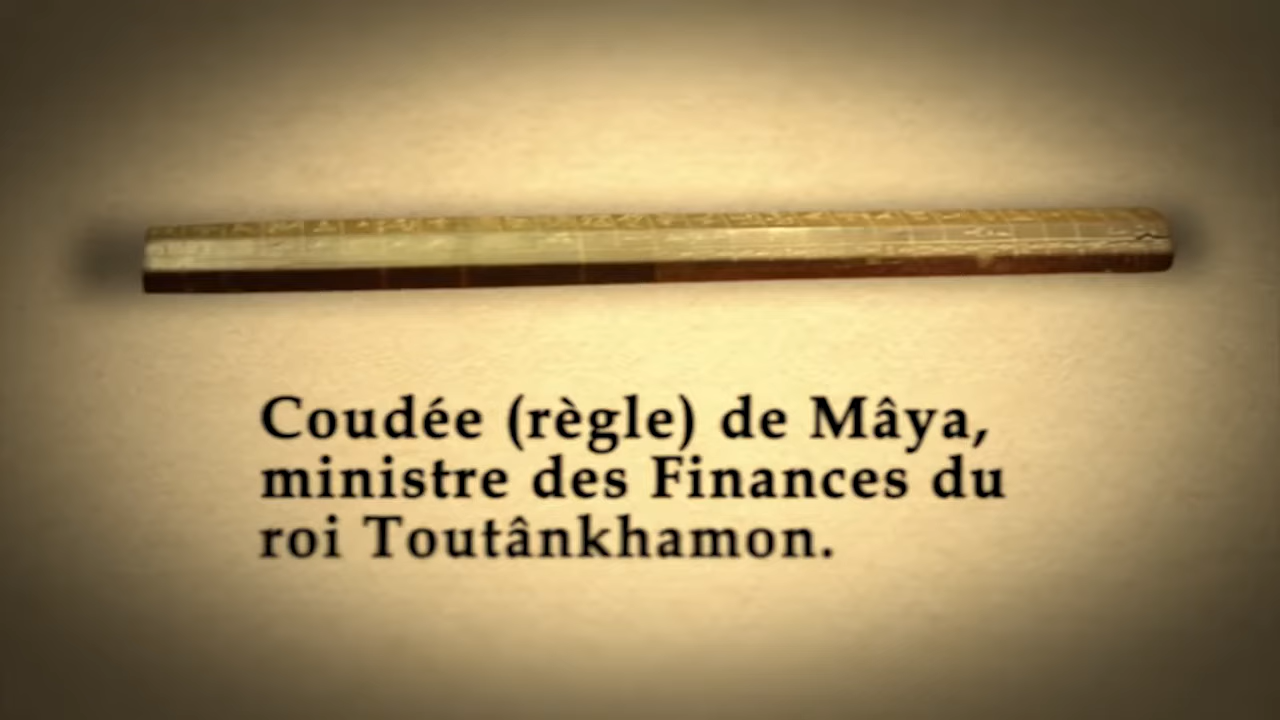 Coudée (règle) de Mâya,
ministre des Finances du
roi Toutânkhamon.